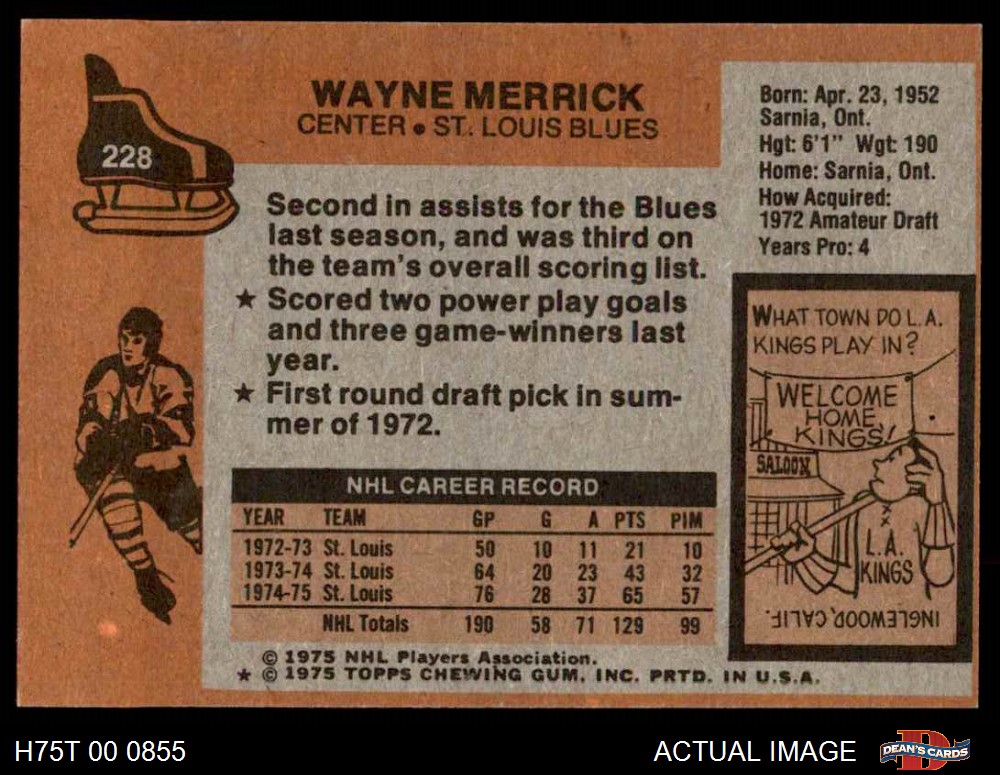 228
WAYNE MERRICK
CENTER • ST. LOUIS BLUES
Born: Apr. 23, 1952
Sarnia, Ont.
Hgt: 6'1" Wgt: 190
Home: Sarnia, Ont.
How Acquired:
1972 Amateur Draft
Years Pro: 4
Second in assists for the Blues
last season, and was third on
the team's overall scoring list.
★ Scored two power play goals
and three game-winners last
year.
★ First round draft pick in sum-
mer of 1972.
NHL CAREER RECORD
YEAR TEAM GP G A PTS PIM
1972-73 St. Louis 50 10 11 21 10
1973-74 St. Louis 64 20 23 43 32
1974-75 St. Louis 76 28 37 65 57
NHL Totals 190 58 71 129 99
© 1975 NHL Players Association.
★ © 1975 TOPPS CHEWING GUM, INC. PRTD. IN U.S.A.
WHAT TOWN DO L.A.
KINGS PLAY IN?
WELCOME
HOME,
KINGS!
SALOON
L.A.
KINGS
INGLEWOOD, CALIF.
H75T 00 0855
ACTUAL IMAGE
DEAN'S CARDS